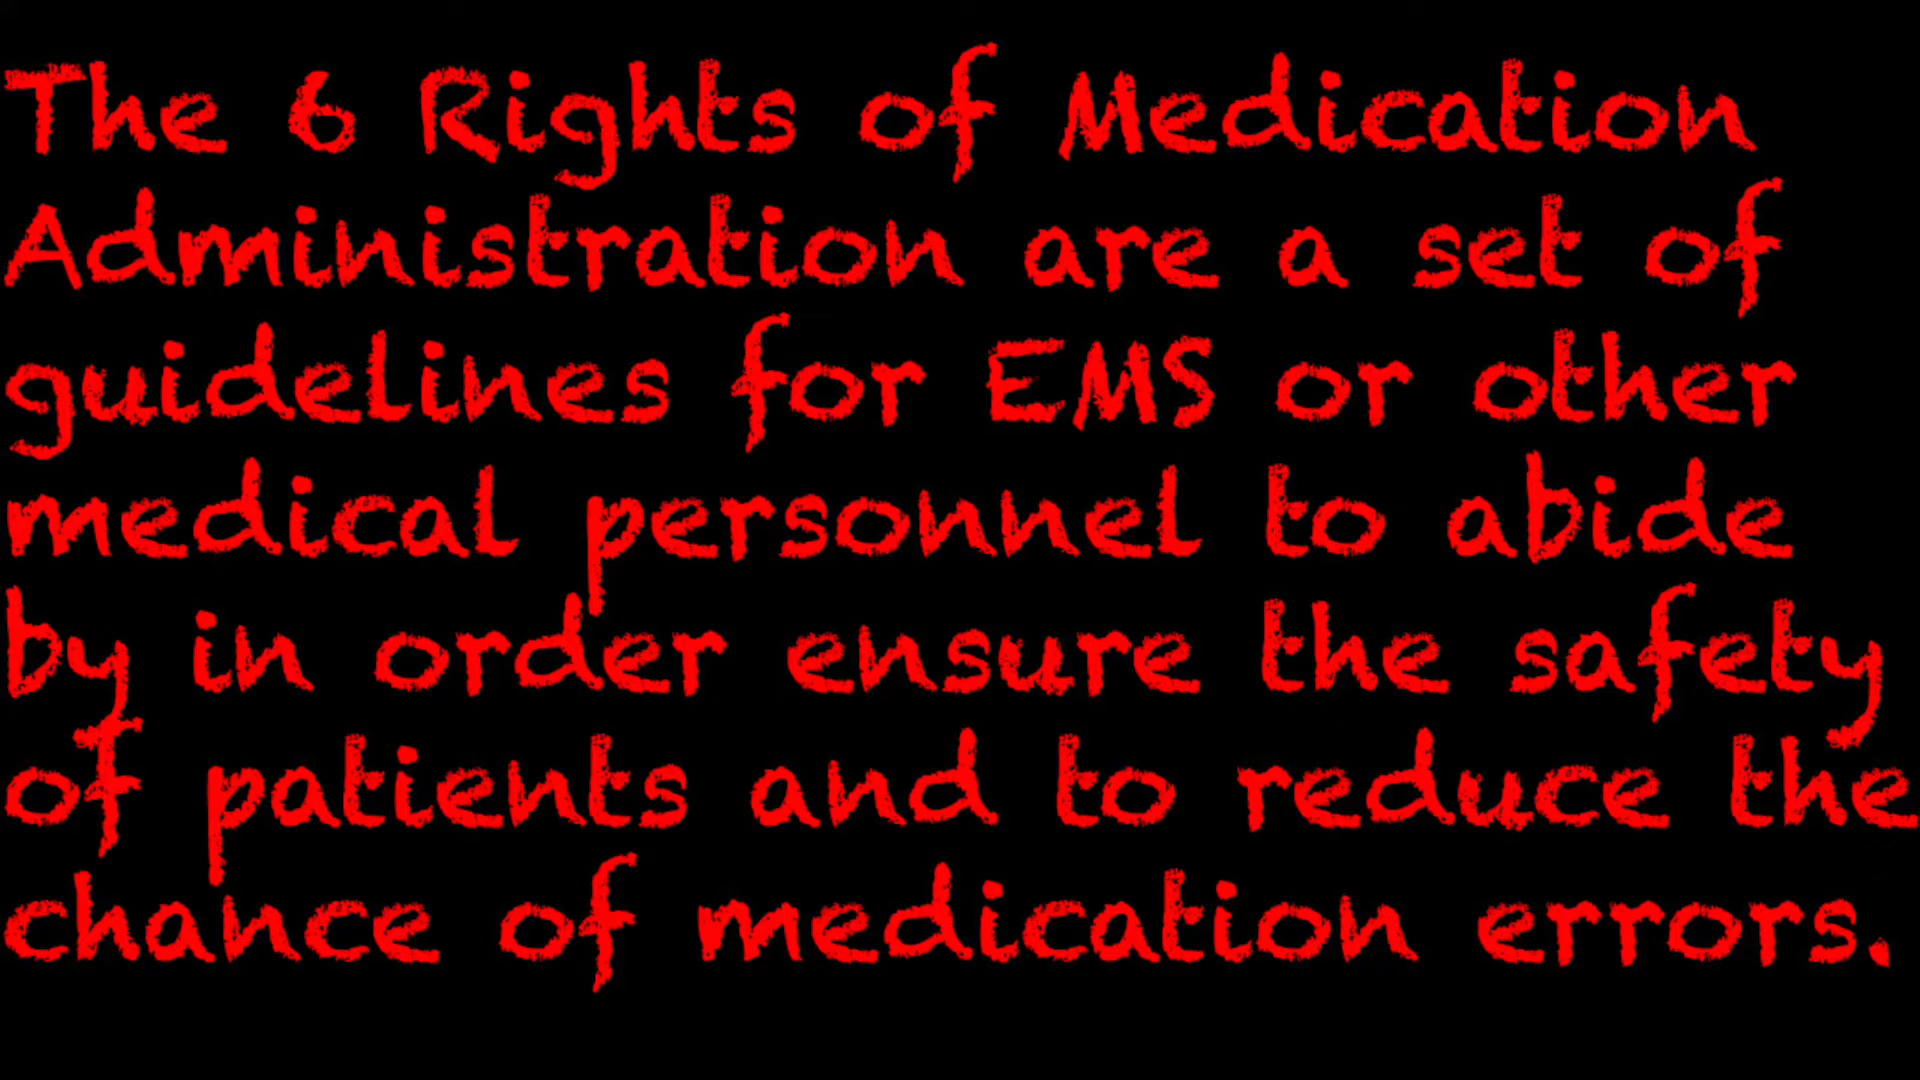 The 6 Rights of Medication
Administration are a set of
guidelines for EMS or other
medical personnel to abide
by in order ensure the safety
of patients and to reduce the
chance of medication errors.